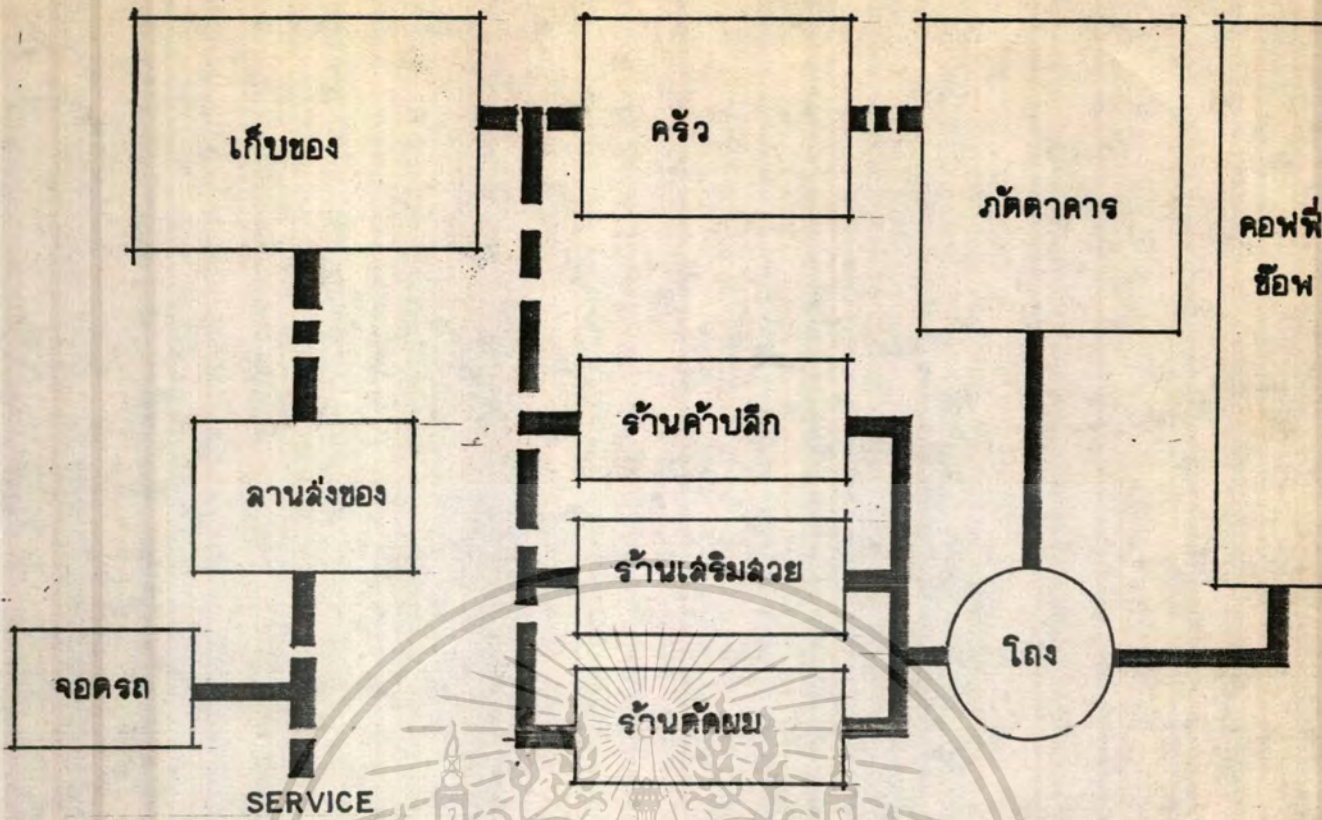 เก็บของ
ครัว
ภัตตาคาร
คอฟฟี่
ช๊อพ
ร้านค้าปลีก
ลานส่งของ
ร้านเสริมสวย
โถง
จอดรถ
ร้านตัดผม
SERVICE